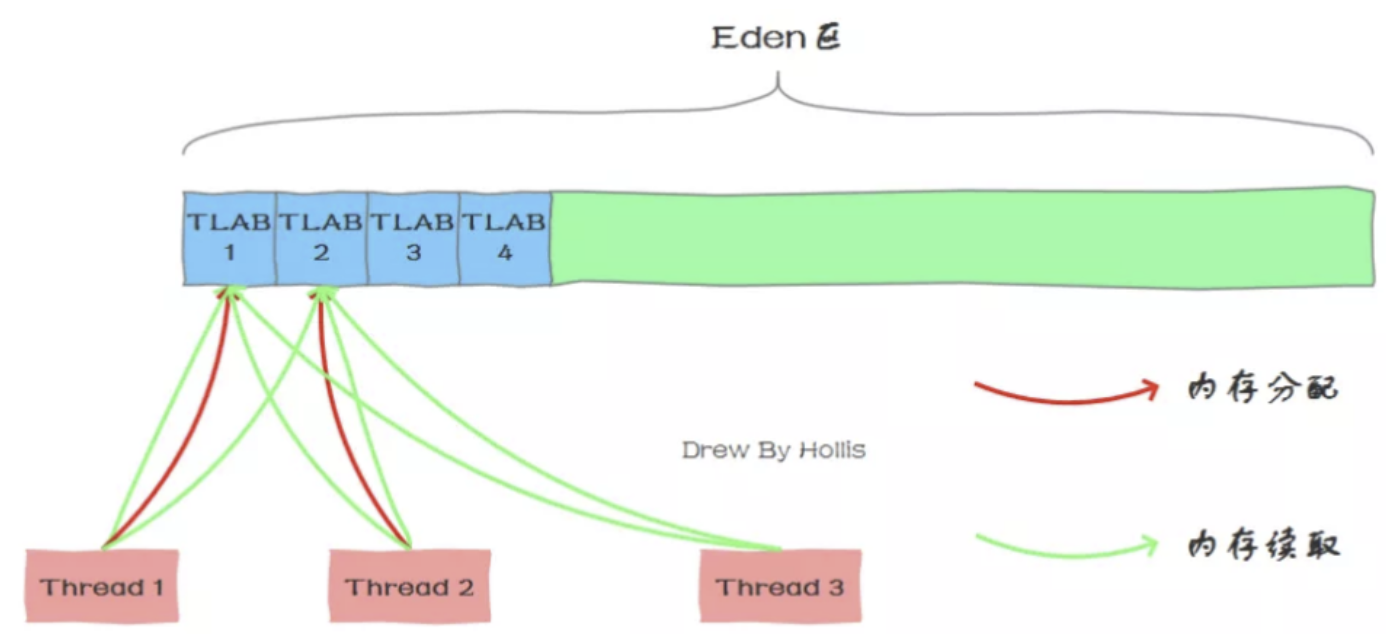 Eden区
TLAB 1
TLAB 2
TLAB 3
TLAB 4
内存分配
Drew By Hollis
内存续取
Thread 1
Thread 2
Thread 3